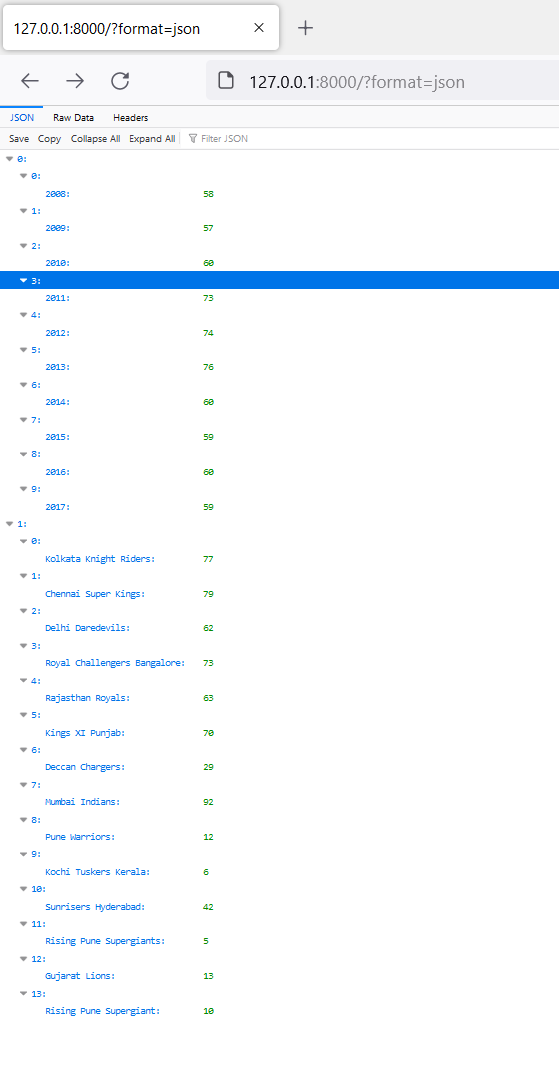 127.0.0.1:8000/?format=json
127.0.0.1:8000/?format=json
JSON Raw Data Headers
Save Copy Collapse All Expand All Filter JSON
0:
0:
2008: 58
1:
2009: 57
2:
2010: 60
3:
2011: 73
4:
2012: 74
5:
2013: 76
6:
2014: 60
7:
2015: 59
8:
2016: 60
9:
2017: 59
1:
0:
Kolkata Knight Riders: 77
1:
Chennai Super Kings: 79
2:
Delhi Daredevils: 62
3:
Royal Challengers Bangalore: 73
4:
Rajasthan Royals: 63
5:
Kings XI Punjab: 70
6:
Deccan Chargers: 29
7:
Mumbai Indians: 92
8:
Pune Warriors: 12
9:
Kochi Tuskers Kerala: 6
10:
Sunrisers Hyderabad: 42
11:
Rising Pune Supergiants: 5
12:
Gujarat Lions: 13
13:
Rising Pune Supergiant: 10